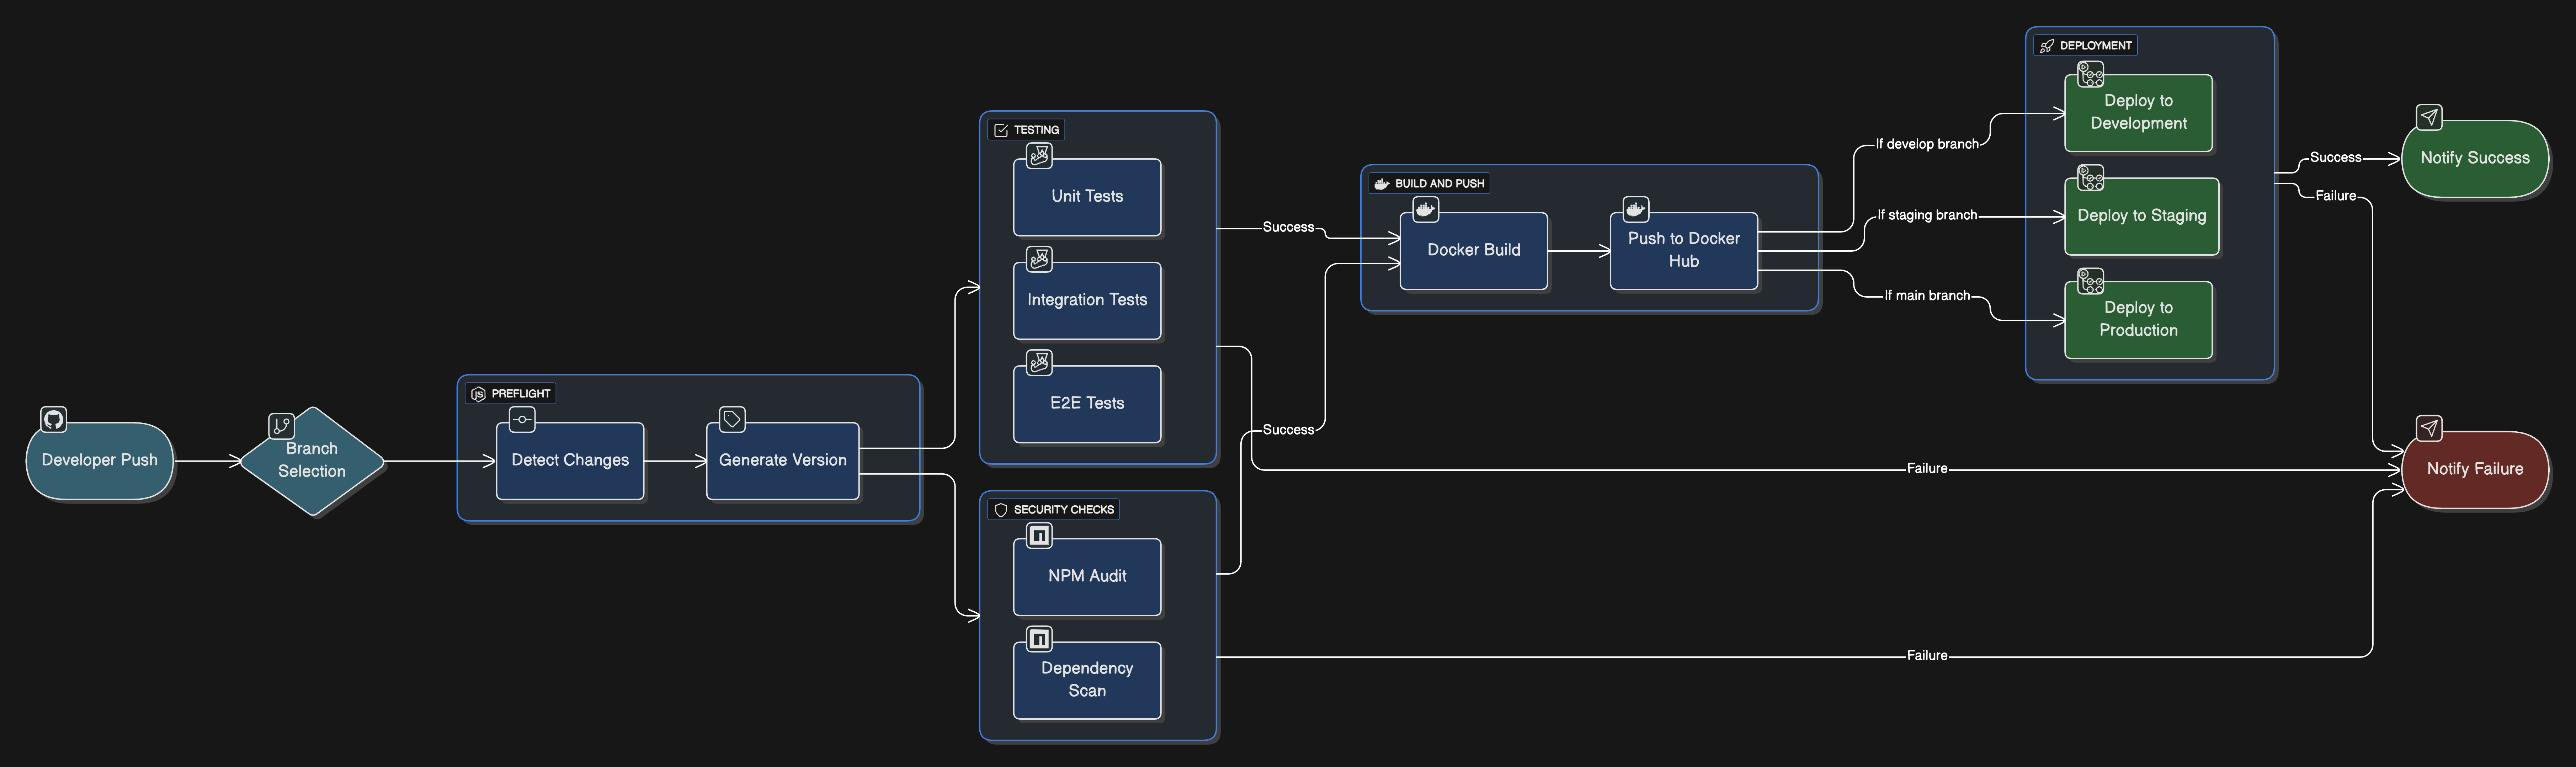 Developer Push
Branch
Selection
PREFLIGHT
Detect Changes
Generate Version
TESTING
Unit Tests
Integration Tests
E2E Tests
SECURITY CHECKS
NPM Audit
Dependency
Scan
Success
Success
Failure
Failure
BUILD AND PUSH
Docker Build
Push to Docker
Hub
If develop branch
If staging branch
If main branch
DEPLOYMENT
Deploy to
Development
Deploy to Staging
Deploy to
Production
Success
Failure
Notify Success
Notify Failure